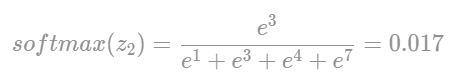 softmax(z₂) = e³ / (e¹ + e³ + e⁴ + e⁷) = 0.017